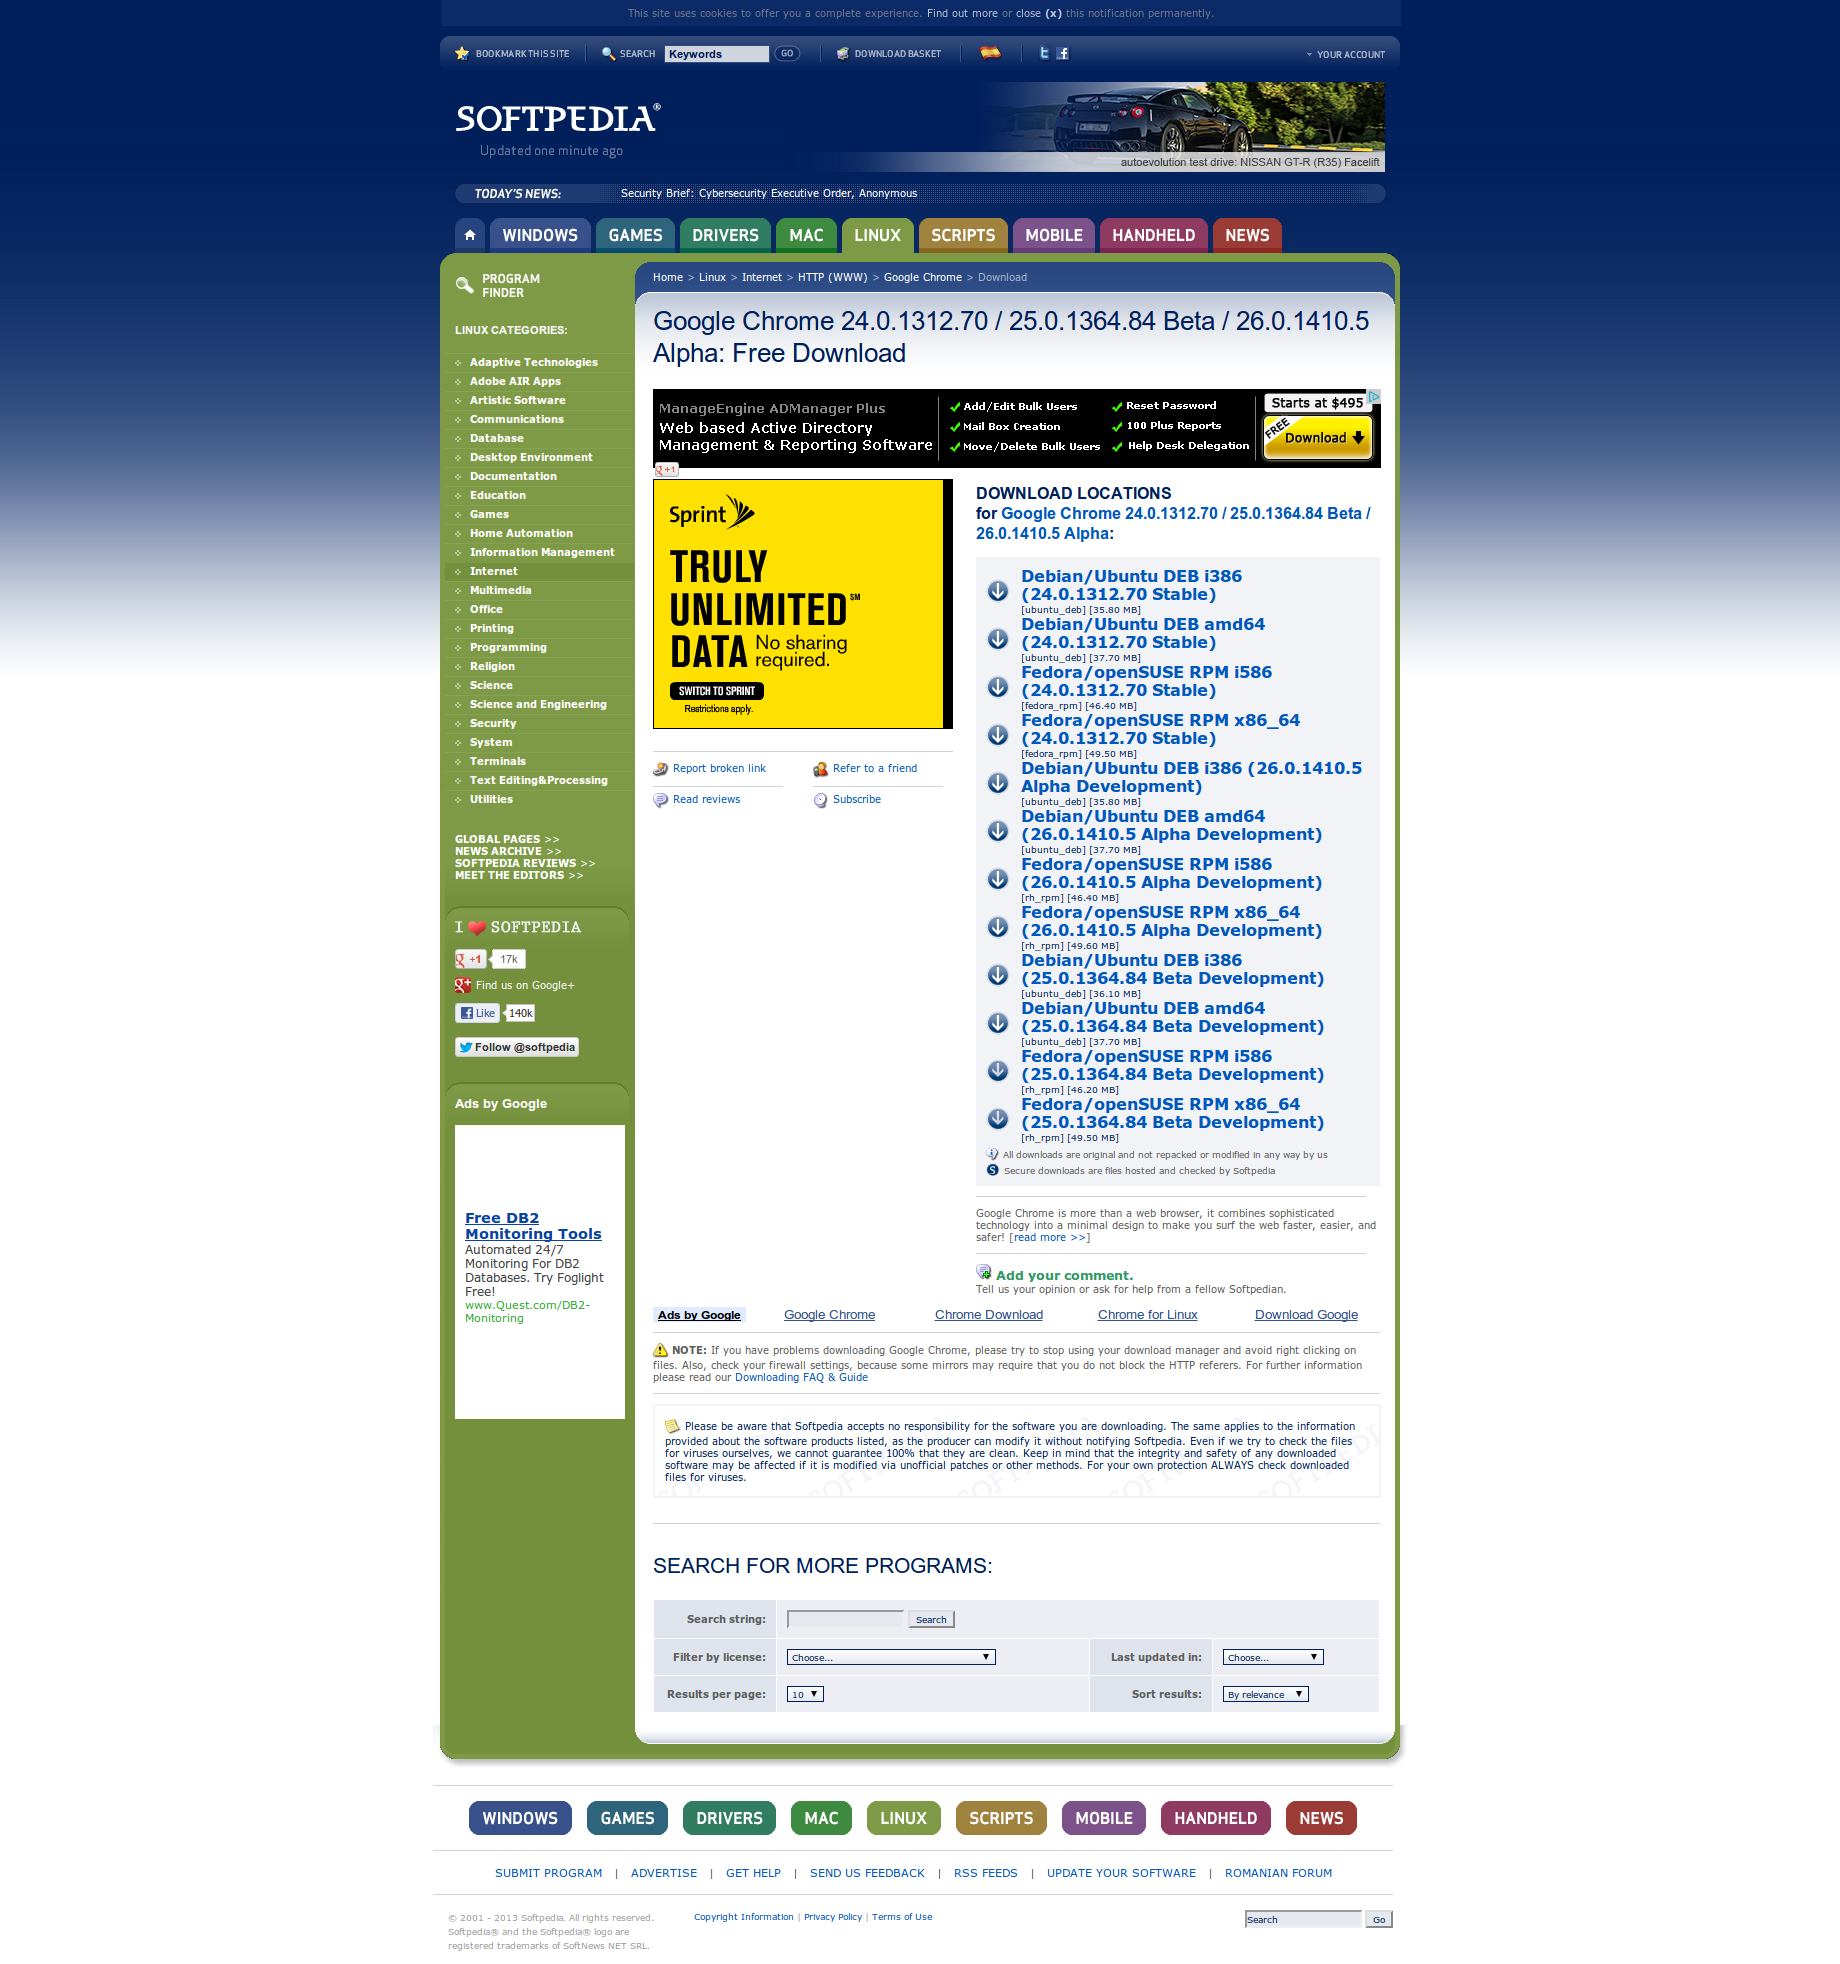 This site uses cookies to offer you a complete experience. Find out more or close (x) this notification permanently.
BOOKMARK THIS SITE
SEARCH
Keywords
GO
DOWNLOAD BASKET
YOUR ACCOUNT
SOFTPEDIA®
Updated one minute ago
autoevolution test drive: NISSAN GT-R (R35) Facelift
TODAY'S NEWS:
Security Brief: Cybersecurity Executive Order, Anonymous
WINDOWS
GAMES
DRIVERS
MAC
LINUX
SCRIPTS
MOBILE
HANDHELD
NEWS
PROGRAM
FINDER
LINUX CATEGORIES:
Adaptive Technologies
Adobe AIR Apps
Artistic Software
Communications
Database
Desktop Environment
Documentation
Education
Games
Home Automation
Information Management
Internet
Multimedia
Office
Printing
Programming
Religion
Science
Science and Engineering
Security
System
Terminals
Text Editing&Processing
Utilities
GLOBAL PAGES >>
NEWS ARCHIVE >>
SOFTPEDIA REVIEWS >>
MEET THE EDITORS >>
I SOFTPEDIA
g +1 17k
g+ Find us on Google+
f Like 140k
Follow @softpedia
Ads by Google
Free DB2
Monitoring Tools
Automated 24/7
Monitoring For DB2
Databases. Try Foglight
Free!
www.Quest.com/DB2-
Monitoring
Home > Linux > Internet > HTTP (WWW) > Google Chrome > Download
Google Chrome 24.0.1312.70 / 25.0.1364.84 Beta / 26.0.1410.5
Alpha: Free Download
ManageEngine ADManager Plus
Web based Active Directory
Management & Reporting Software
Add/Edit Bulk Users
Mail Box Creation
Move/Delete Bulk Users
Reset Password
100 Plus Reports
Help Desk Delegation
Starts at $495
FREE
Download
g +1
Sprint
TRULY
UNLIMITED℠
DATA No sharing
required.
SWITCH TO SPRINT
Restrictions apply.
Report broken link
Refer to a friend
Read reviews
Subscribe
DOWNLOAD LOCATIONS
for Google Chrome 24.0.1312.70 / 25.0.1364.84 Beta /
26.0.1410.5 Alpha:
Debian/Ubuntu DEB i386
(24.0.1312.70 Stable)
[ubuntu_deb] [35.80 MB]
Debian/Ubuntu DEB amd64
(24.0.1312.70 Stable)
[ubuntu_deb] [37.70 MB]
Fedora/openSUSE RPM i586
(24.0.1312.70 Stable)
[fedora_rpm] [46.40 MB]
Fedora/openSUSE RPM x86_64
(24.0.1312.70 Stable)
[fedora_rpm] [49.50 MB]
Debian/Ubuntu DEB i386 (26.0.1410.5
Alpha Development)
[ubuntu_deb] [35.80 MB]
Debian/Ubuntu DEB amd64
(26.0.1410.5 Alpha Development)
[ubuntu_deb] [37.70 MB]
Fedora/openSUSE RPM i586
(26.0.1410.5 Alpha Development)
[rh_rpm] [46.40 MB]
Fedora/openSUSE RPM x86_64
(26.0.1410.5 Alpha Development)
[rh_rpm] [49.60 MB]
Debian/Ubuntu DEB i386
(25.0.1364.84 Beta Development)
[ubuntu_deb] [36.10 MB]
Debian/Ubuntu DEB amd64
(25.0.1364.84 Beta Development)
[ubuntu_deb] [37.70 MB]
Fedora/openSUSE RPM i586
(25.0.1364.84 Beta Development)
[rh_rpm] [46.20 MB]
Fedora/openSUSE RPM x86_64
(25.0.1364.84 Beta Development)
[rh_rpm] [49.50 MB]
All downloads are original and not repacked or modified in any way by us
Secure downloads are files hosted and checked by Softpedia
Google Chrome is more than a web browser, it combines sophisticated
technology into a minimal design to make you surf the web faster, easier, and
safer! [read more >>]
Add your comment.
Tell us your opinion or ask for help from a fellow Softpedian.
Ads by Google
Google Chrome
Chrome Download
Chrome for Linux
Download Google
NOTE: If you have problems downloading Google Chrome, please try to stop using your download manager and avoid right clicking on
files. Also, check your firewall settings, because some mirrors may require that you do not block the HTTP referers. For further information
please read our Downloading FAQ & Guide
Please be aware that Softpedia accepts no responsibility for the software you are downloading. The same applies to the information
provided about the software products listed, as the producer can modify it without notifying Softpedia. Even if we try to check the files
for viruses ourselves, we cannot guarantee 100% that they are clean. Keep in mind that the integrity and safety of any downloaded
software may be affected if it is modified via unofficial patches or other methods. For your own protection ALWAYS check downloaded
files for viruses.
SEARCH FOR MORE PROGRAMS:
Search string:
Search
Filter by license:
Choose...
Last updated in:
Choose...
Results per page:
10
Sort results:
By relevance
WINDOWS
GAMES
DRIVERS
MAC
LINUX
SCRIPTS
MOBILE
HANDHELD
NEWS
SUBMIT PROGRAM | ADVERTISE | GET HELP | SEND US FEEDBACK | RSS FEEDS | UPDATE YOUR SOFTWARE | ROMANIAN FORUM
© 2001 - 2013 Softpedia. All rights reserved.
Softpedia® and the Softpedia® logo are
registered trademarks of SoftNews NET SRL.
Copyright Information | Privacy Policy | Terms of Use
Search
Go